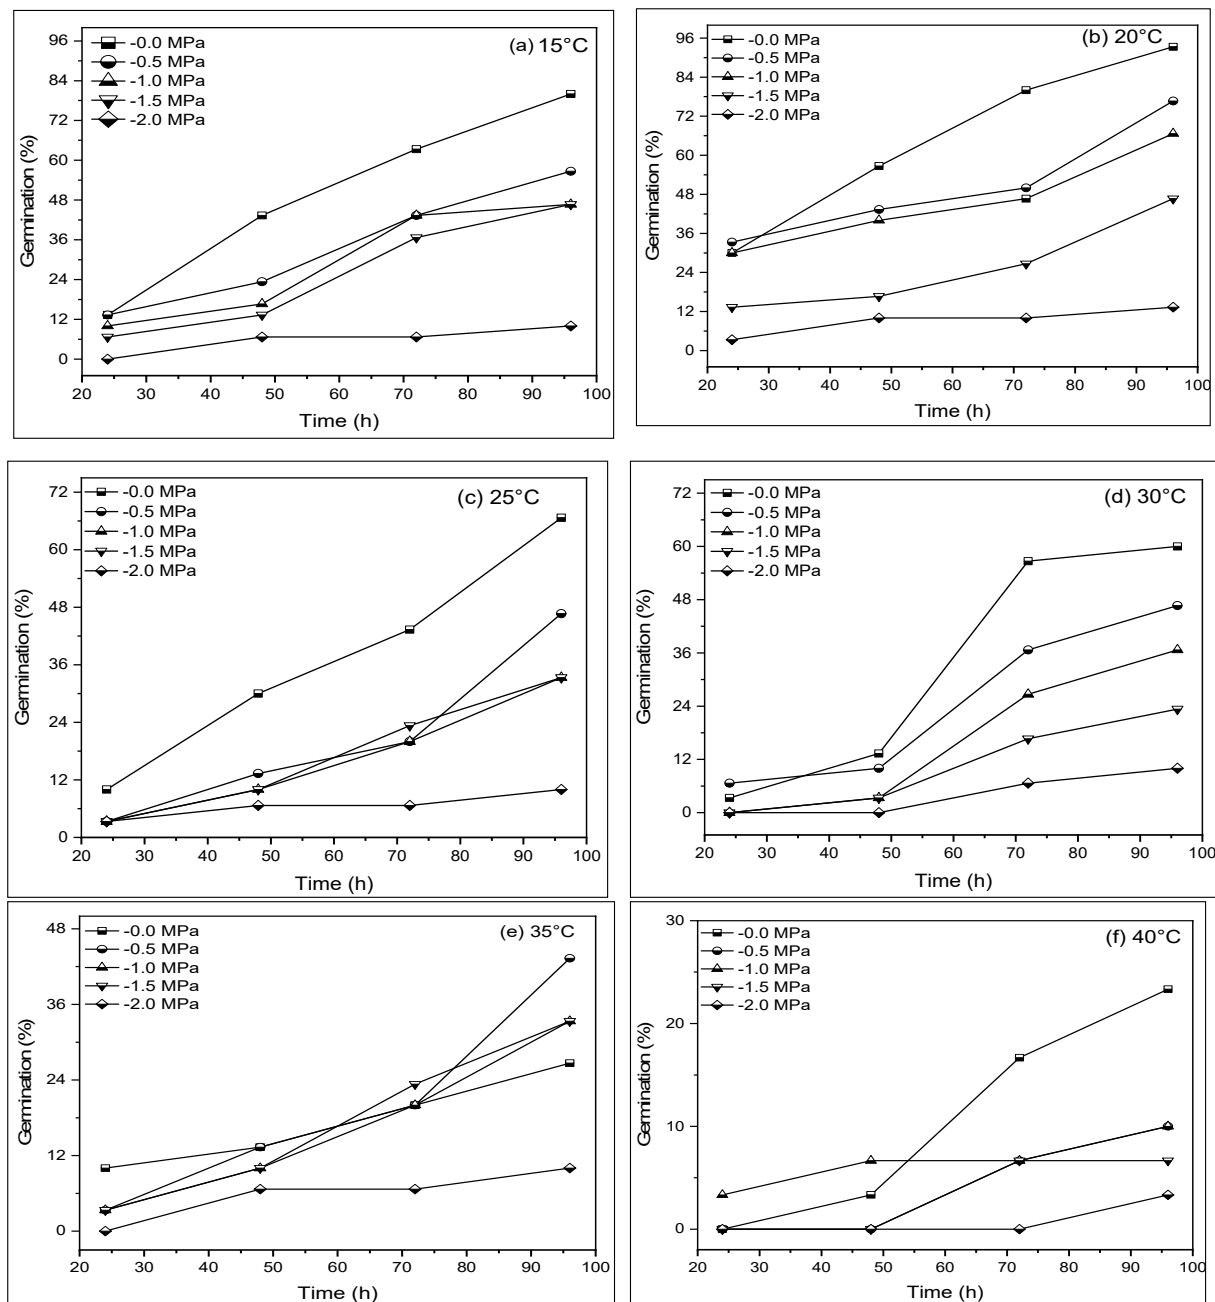 (a) 15°C
-0.0 MPa
-0.5 MPa
-1.0 MPa
-1.5 MPa
-2.0 MPa
Germination (%)
96
84
72
60
48
36
24
12
0
20 30 40 50 60 70 80 90 100
Time (h)
(b) 20°C
-0.0 MPa
-0.5 MPa
-1.0 MPa
-1.5 MPa
-2.0 MPa
Germination (%)
96
84
72
60
48
36
24
12
0
20 30 40 50 60 70 80 90 100
Time (h)
(c) 25°C
-0.0 MPa
-0.5 MPa
-1.0 MPa
-1.5 MPa
-2.0 MPa
Germination (%)
72
60
48
36
24
12
0
20 30 40 50 60 70 80 90 100
Time (h)
(d) 30°C
-0.0 MPa
-0.5 MPa
-1.0 MPa
-1.5 MPa
-2.0 MPa
Germination (%)
72
60
48
36
24
12
0
20 30 40 50 60 70 80 90 100
Time (h)
(e) 35°C
-0.0 MPa
-0.5 MPa
-1.0 MPa
-1.5 MPa
-2.0 MPa
Germination (%)
48
36
24
12
0
20 30 40 50 60 70 80 90 100
Time (h)
(f) 40°C
-0.0 MPa
-0.5 MPa
-1.0 MPa
-1.5 MPa
-2.0 MPa
Germination (%)
30
20
10
0
20 30 40 50 60 70 80 90 100
Time (h)